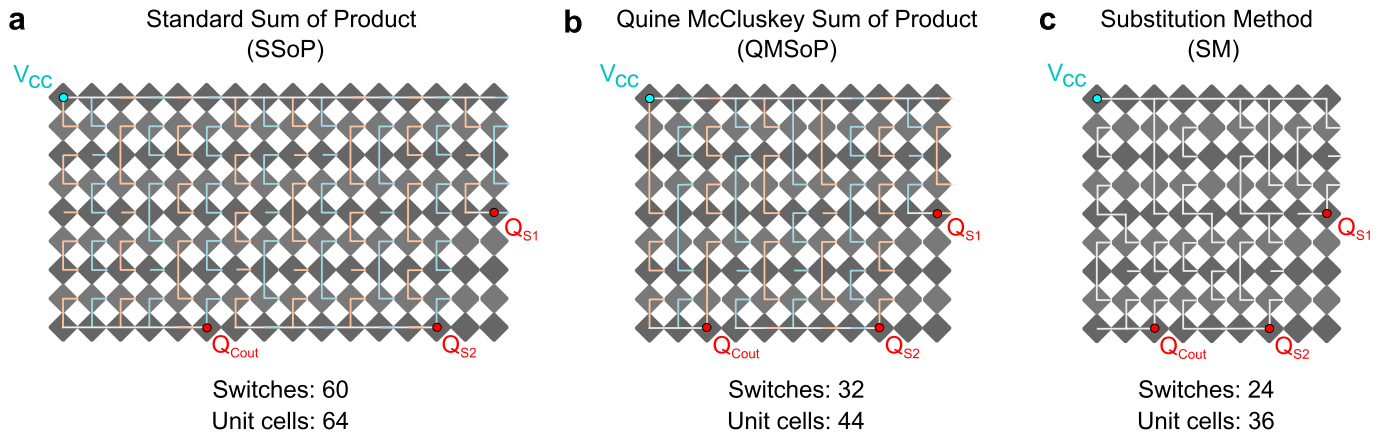 a
Standard Sum of Product
(SSoP)
VCC
QS1
QCout
QS2
Switches: 60
Unit cells: 64
b
Quine McCluskey Sum of Product
(QMSoP)
VCC
QS1
QCout
QS2
Switches: 32
Unit cells: 44
c
Substitution Method
(SM)
VCC
QS1
QCout
QS2
Switches: 24
Unit cells: 36